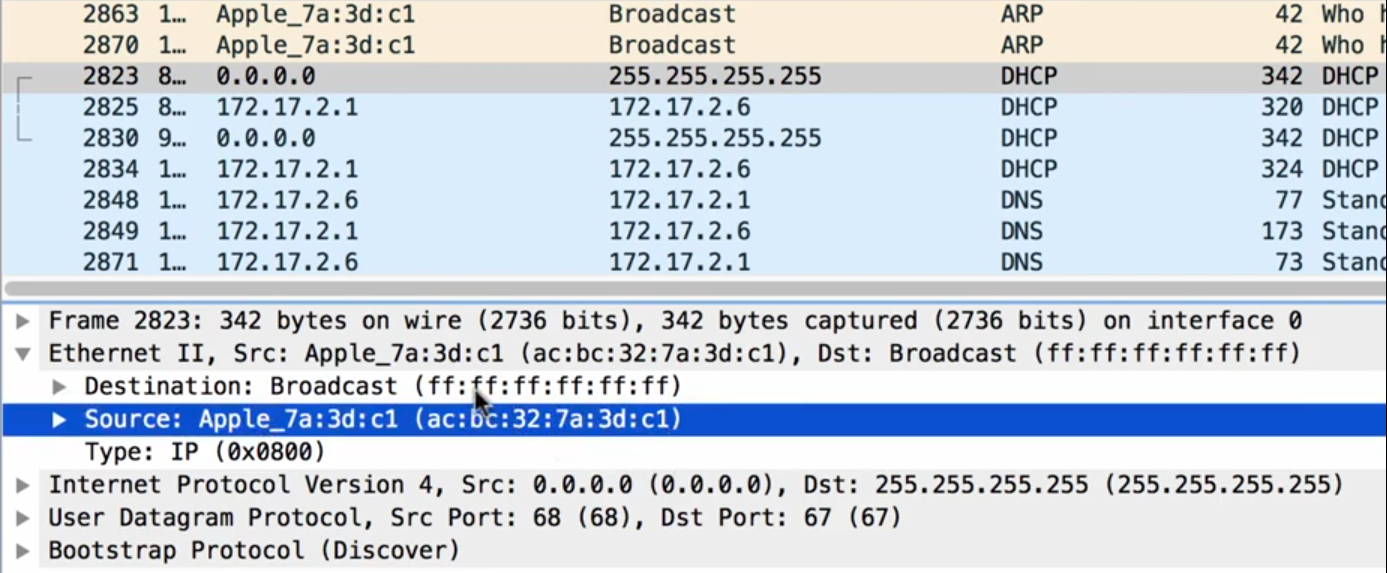 2863 1… Apple_7a:3d:c1 Broadcast ARP 42 Who h
2870 1… Apple_7a:3d:c1 Broadcast ARP 42 Who h
2823 8… 0.0.0.0 255.255.255.255 DHCP 342 DHCP
2825 8… 172.17.2.1 172.17.2.6 DHCP 320 DHCP
2830 9… 0.0.0.0 255.255.255.255 DHCP 342 DHCP
2834 1… 172.17.2.1 172.17.2.6 DHCP 324 DHCP
2848 1… 172.17.2.6 172.17.2.1 DNS 77 Stand
2849 1… 172.17.2.1 172.17.2.6 DNS 173 Stand
2871 1… 172.17.2.6 172.17.2.1 DNS 73 Stand
Frame 2823: 342 bytes on wire (2736 bits), 342 bytes captured (2736 bits) on interface 0
Ethernet II, Src: Apple_7a:3d:c1 (ac:bc:32:7a:3d:c1), Dst: Broadcast (ff:ff:ff:ff:ff:ff)
Destination: Broadcast (ff:ff:ff:ff:ff:ff)
Source: Apple_7a:3d:c1 (ac:bc:32:7a:3d:c1)
Type: IP (0x0800)
Internet Protocol Version 4, Src: 0.0.0.0 (0.0.0.0), Dst: 255.255.255.255 (255.255.255.255)
User Datagram Protocol, Src Port: 68 (68), Dst Port: 67 (67)
Bootstrap Protocol (Discover)